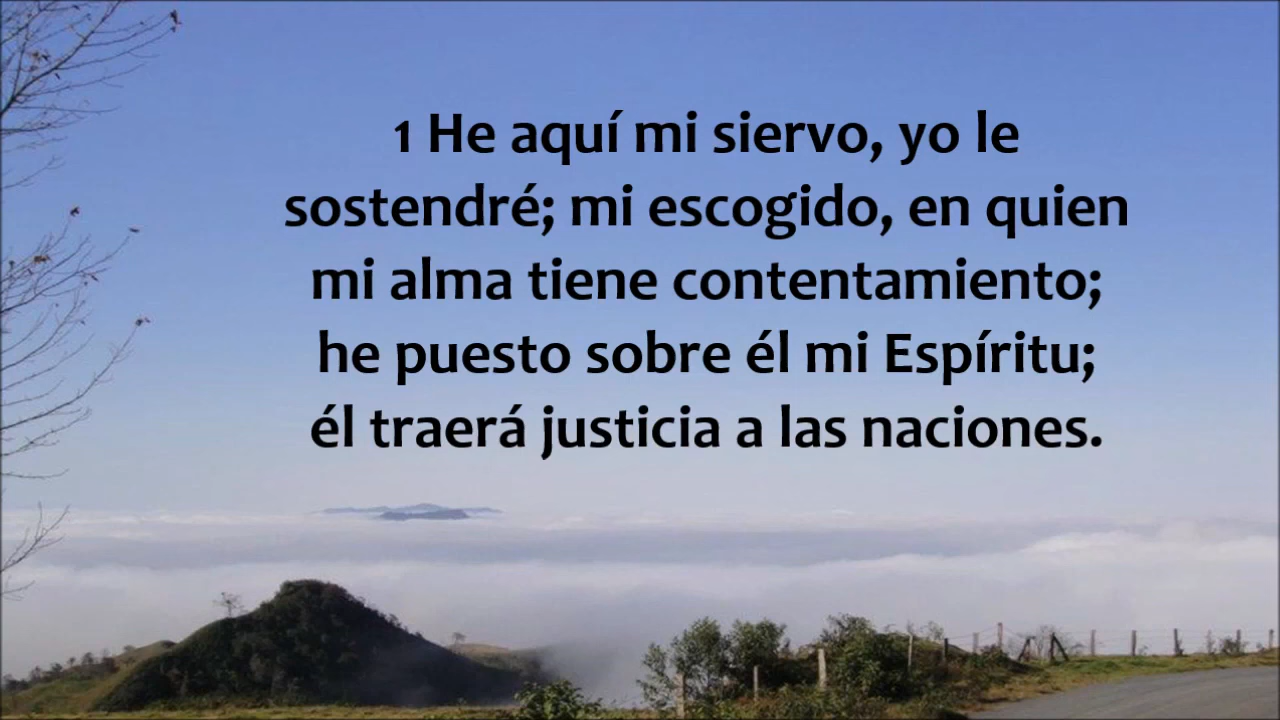 1 He aquí mi siervo, yo le
sostendré; mi escogido, en quien
mi alma tiene contentamiento;
he puesto sobre él mi Espíritu;
él traerá justicia a las naciones.